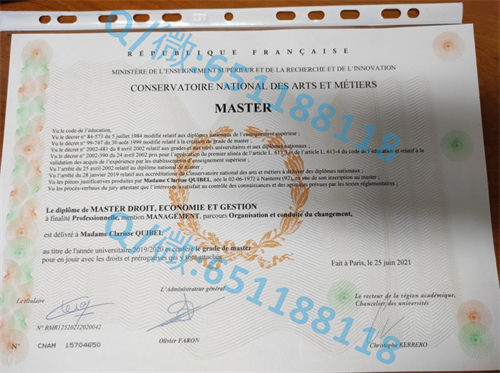 RÉPUBLIQUE FRANÇAISE
MINISTÈRE DE L'ENSEIGNEMENT SUPÉRIEUR ET DE LA RECHERCHE ET DE L'INNOVATION
CONSERVATOIRE NATIONAL DES ARTS ET MÉTIERS
MASTER
Vu le code de l'éducation,
Vu le décret n° 84-573 du 5 juillet 1984 modifié relatif aux diplômes nationaux de l'enseignement supérieur ;
Vu le décret n° 99-747 du 30 août 1999 modifié relatif à la création du grade de master ;
Vu le décret n° 2002-481 du 8 avril 2002 relatif aux grades et titres universitaires et aux diplômes nationaux ;
Vu le décret n° 2002-590 du 24 avril 2002 pris pour l'application du premier alinéa de l'article L. 613-3 et de l'article L. 613-4 du code de l'éducation et relatif à la
validation des acquis de l'expérience par les établissements d'enseignement supérieur ;
Vu l'arrêté du 25 avril 2002 relatif au diplôme national de master ;
Vu l'arrêté du 28 janvier 2019 relatif aux accréditation du Conservatoire national des arts et métiers à délivrer des diplômes nationaux ;
Vu les pièces justificatives produites par Madame Clarisse QUIBEL, née le 02-06-1972 à Nanterre (92), en vue de son inscription au master ;
Vu les procès-verbaux du jury attestant que l'intéressée a satisfait au contrôle des connaissances et des aptitudes prévues par les textes réglementaires ;
Le diplôme de MASTER DROIT, ECONOMIE ET GESTION
à finalité Professionnelle, mention MANAGEMENT, parcours Organisation et conduite du changement,
est délivré à Madame Clarisse QUIBEL
au titre de l'année universitaire 2019/2020 et confère le grade de master
pour en jouir avec les droits et prérogatives qui y sont attachés.
Fait à Paris, le 25 juin 2021
Le titulaire
L'Administrateur général
Le recteur de la région académique,
Chancelier des universités
N° BMR12520212020042
Olivier FARON
Christophe KERRERO
N° CNAM 15704650
Q/微:651188118
Q/微:651188118